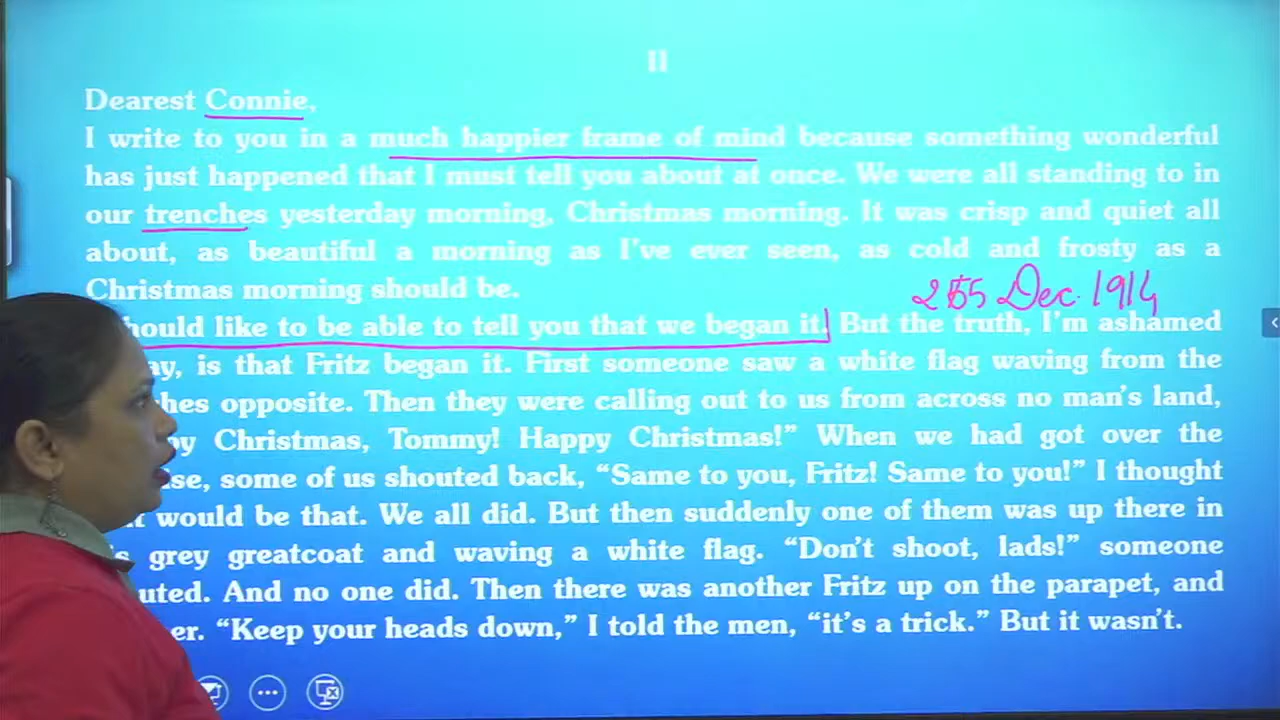 II
Dearest Connie,
I write to you in a much happier frame of mind because something wonderful
has just happened that I must tell you about at once. We were all standing to in
our trenches yesterday morning, Christmas morning. It was crisp and quiet all
about, as beautiful a morning as I've ever seen, as cold and frosty as a
Christmas morning should be.
25 Dec. 1914
hould like to be able to tell you that we began it. But the truth, I'm ashamed
ay, is that Fritz began it. First someone saw a white flag waving from the
hes opposite. Then they were calling out to us from across no man's land,
py Christmas, Tommy! Happy Christmas!" When we had got over the
ise, some of us shouted back, "Same to you, Fritz! Same to you!" I thought
would be that. We all did. But then suddenly one of them was up there in
s grey greatcoat and waving a white flag. "Don't shoot, lads!" someone
uted. And no one did. Then there was another Fritz up on the parapet, and
er. "Keep your heads down," I told the men, "it's a trick." But it wasn't.